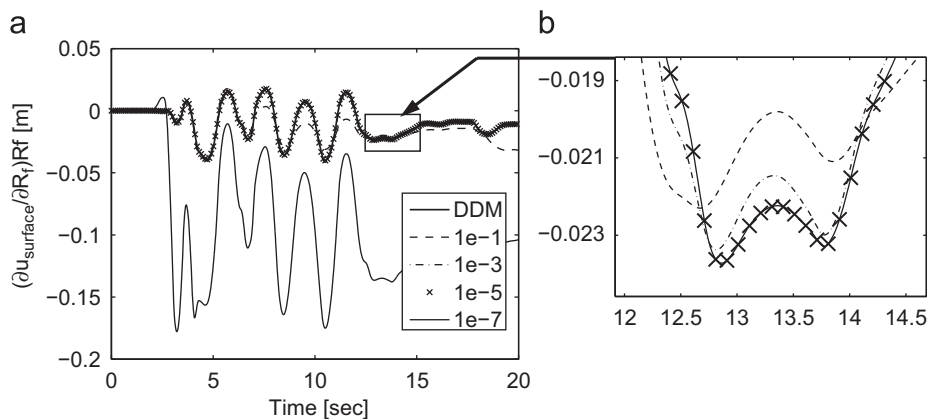 a
b
0.05
0
−0.05
−0.1
−0.15
−0.2
(∂u_surface/∂R_f)Rf [m]
0
5
10
15
20
Time [sec]
DDM
1e−1
1e−3
1e−5
1e−7
−0.019
−0.021
−0.023
12
12.5
13
13.5
14
14.5